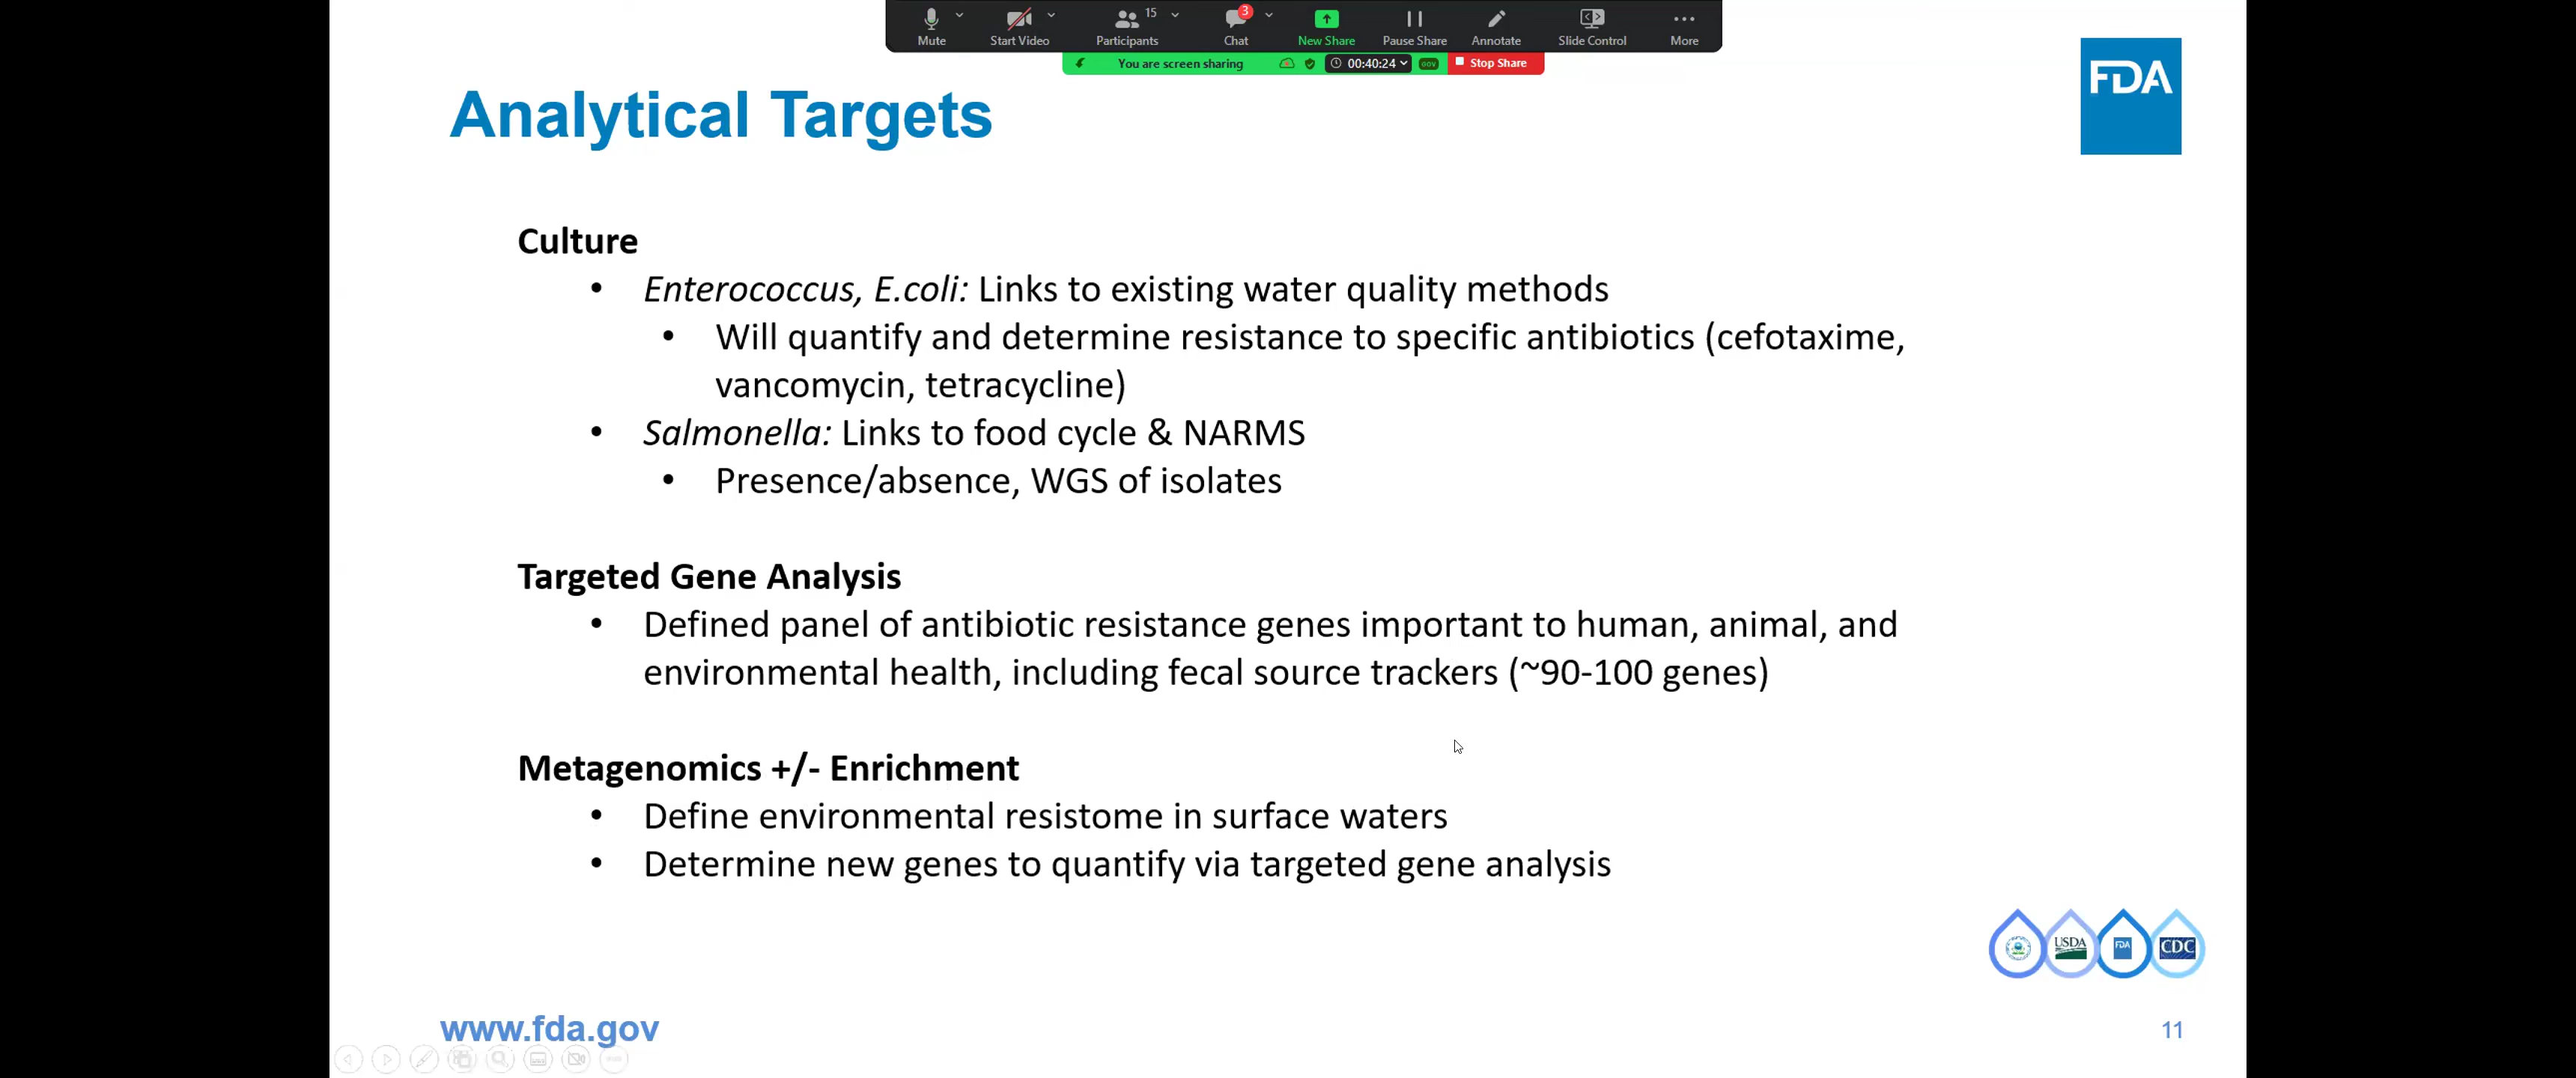 15
3
Mute
Start Video
Participants
Chat
New Share
Pause Share
Annotate
Slide Control
More
You are screen sharing
00:40:24
GOV
Stop Share
FDA
Analytical Targets
Culture
• Enterococcus, E.coli: Links to existing water quality methods
• Will quantify and determine resistance to specific antibiotics (cefotaxime,
vancomycin, tetracycline)
• Salmonella: Links to food cycle & NARMS
• Presence/absence, WGS of isolates
Targeted Gene Analysis
• Defined panel of antibiotic resistance genes important to human, animal, and
environmental health, including fecal source trackers (~90-100 genes)
Metagenomics +/- Enrichment
• Define environmental resistome in surface waters
• Determine new genes to quantify via targeted gene analysis
USDA
FDA
CDC
www.fda.gov
11